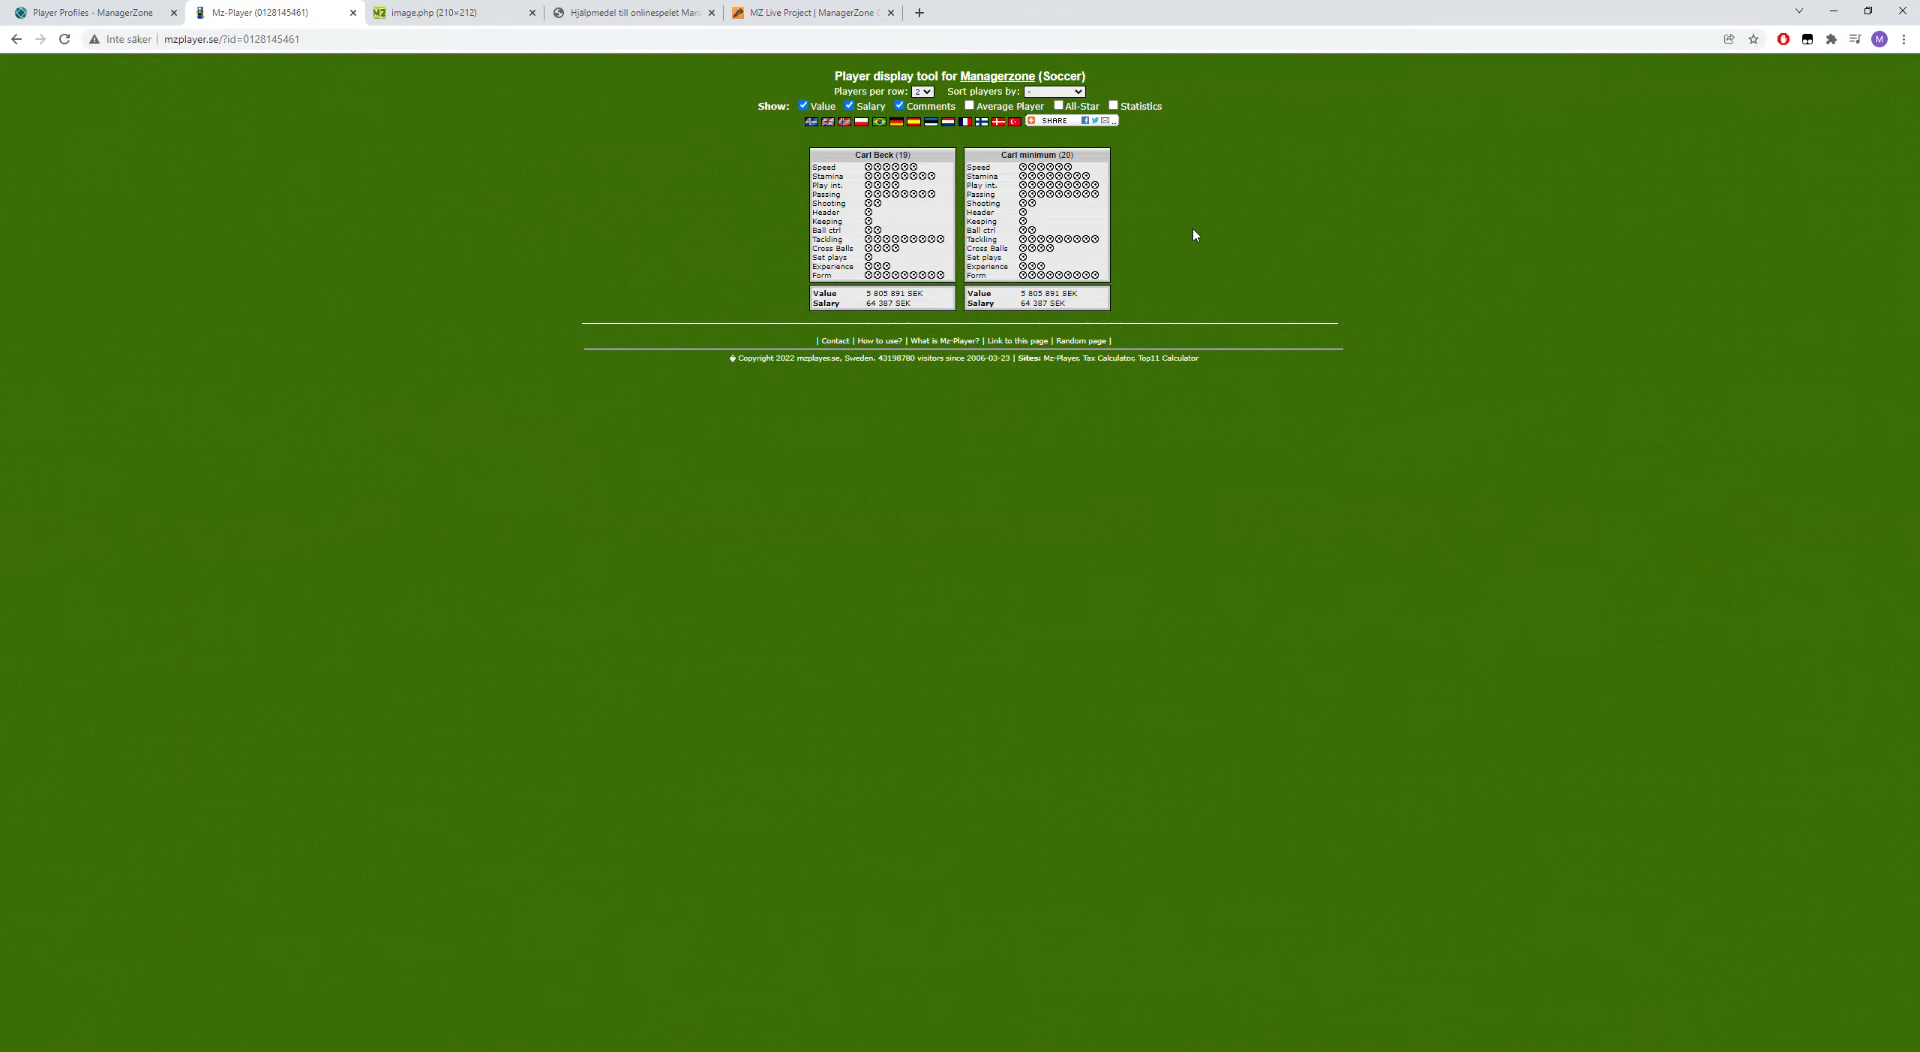 Player Profiles - ManagerZone
Mz-Player (0128145461)
image.php (210×212)
Hjälpmedel till onlinespelet Man
MZ Live Project | ManagerZone
Inte säker | mzplayer.se/?id=0128145461
M
Player display tool for Managerzone (Soccer)
Players per row: 2 Sort players by: -
Show: Value Salary Comments Average Player All-Star Statistics
SHARE
Carl Beck (19)
Speed
Stamina
Play int.
Passing
Shooting
Header
Keeping
Ball ctrl
Tackling
Cross Balls
Set plays
Experience
Form
Value 5 805 891 SEK
Salary 64 387 SEK
Carl minimum (20)
Speed
Stamina
Play int.
Passing
Shooting
Header
Keeping
Ball ctrl
Tackling
Cross Balls
Set plays
Experience
Form
Value 5 805 891 SEK
Salary 64 387 SEK
| Contact | How to use? | What is Mz-Player? | Link to this page | Random page |
� Copyright 2022 mzplayer.se, Sweden. 43198780 visitors since 2006-03-23 | Sites: Mz-Player, Tax Calculator, Top11 Calculator